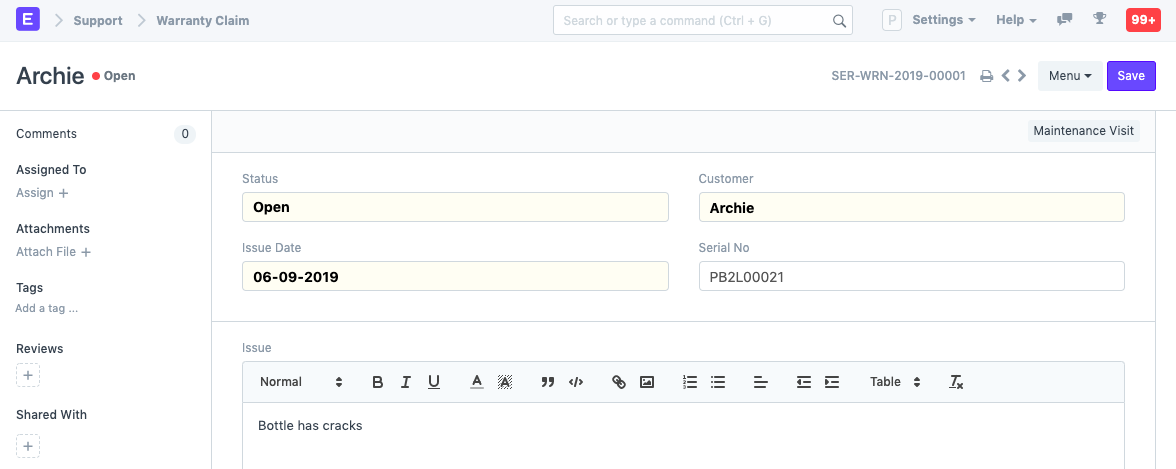 E Support Warranty Claim Search or type a command (Ctrl + G) P Settings Help 99+
Archie Open SER-WRN-2019-00001 Menu Save
Comments 0
Maintenance Visit
Assigned To
Assign +
Attachments
Attach File +
Tags
Add a tag ...
Reviews
+
Shared With
+
Status Customer
Open Archie
Issue Date Serial No
06-09-2019 PB2L00021
Issue
Normal B I U A A Table Tx
Bottle has cracks